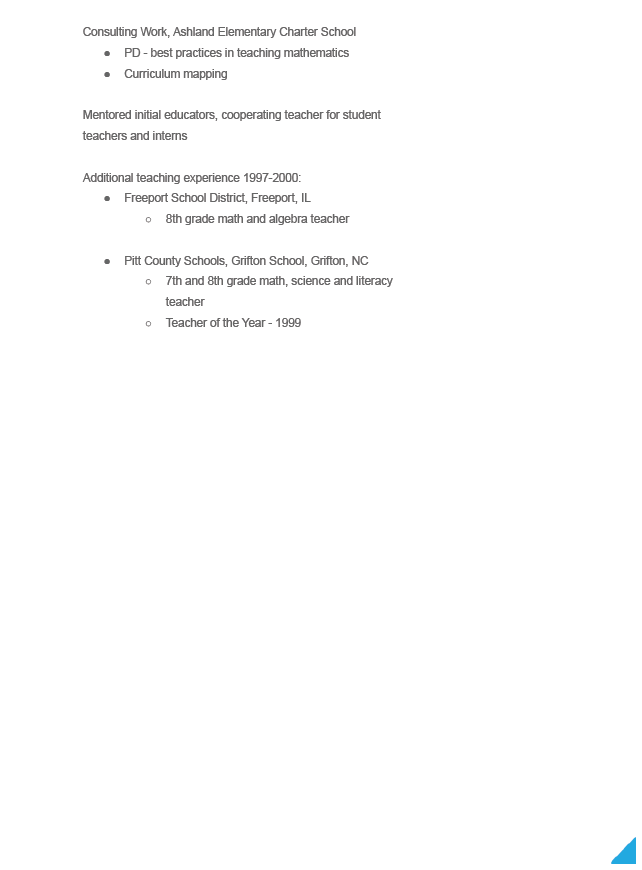 Consulting Work, Ashland Elementary Charter School
● PD - best practices in teaching mathematics
● Curriculum mapping
Mentored initial educators, cooperating teacher for student
teachers and interns
Additional teaching experience 1997-2000:
● Freeport School District, Freeport, IL
○ 8th grade math and algebra teacher
● Pitt County Schools, Grifton School, Grifton, NC
○ 7th and 8th grade math, science and literacy
teacher
○ Teacher of the Year - 1999